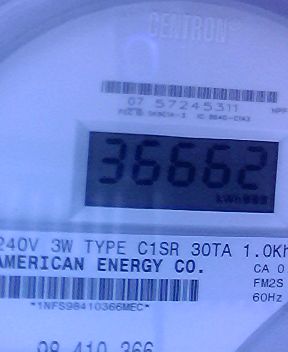 CENTRON
07 57245311
36662
kWh
240V 3W TYPE C1SR 30TA 1.0Kh
AMERICAN ENERGY CO.
CA 0.
FM2S
60Hz
*1NFS98410366MEC*
98 410 366